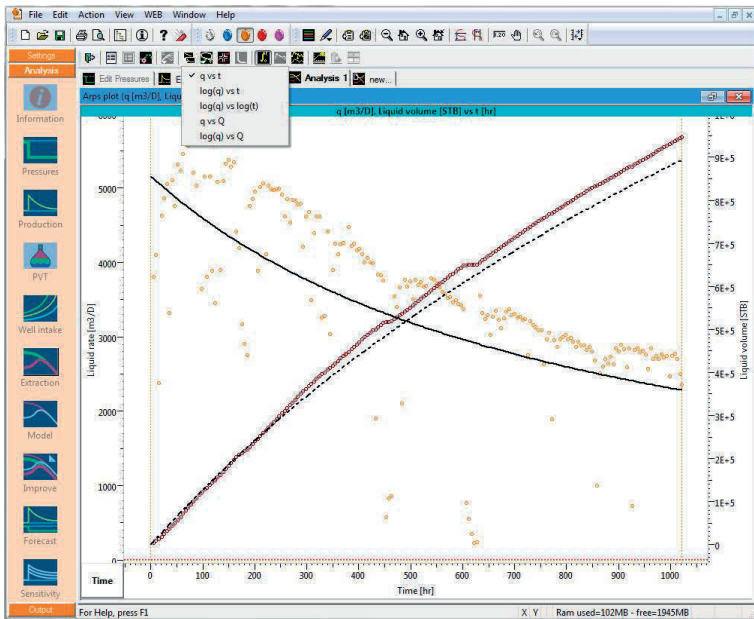 File Edit Action View WEB Window Help
Settings
Analysis
Information
Pressures
Production
PVT
Well intake
Extraction
Model
Improve
Forecast
Sensitivity
Output
Edit Pressures
E
Analysis 1
new...
Arps plot (q [m3/D], Liqu
q vs t
log(q) vs t
log(q) vs log(t)
q vs Q
log(q) vs Q
q [m3/D], Liquid volume [STB] vs t [hr]
5000
4000
3000
2000
1000
0
Liquid rate [m3/D]
9E+5
8E+5
7E+5
6E+5
5E+5
4E+5
3E+5
2E+5
1E+5
0
Liquid volume [STB]
0 100 200 300 400 500 600 700 800 900 1000
Time [hr]
Time
For Help, press F1
X Y Ram used=102MB - free=1945MB